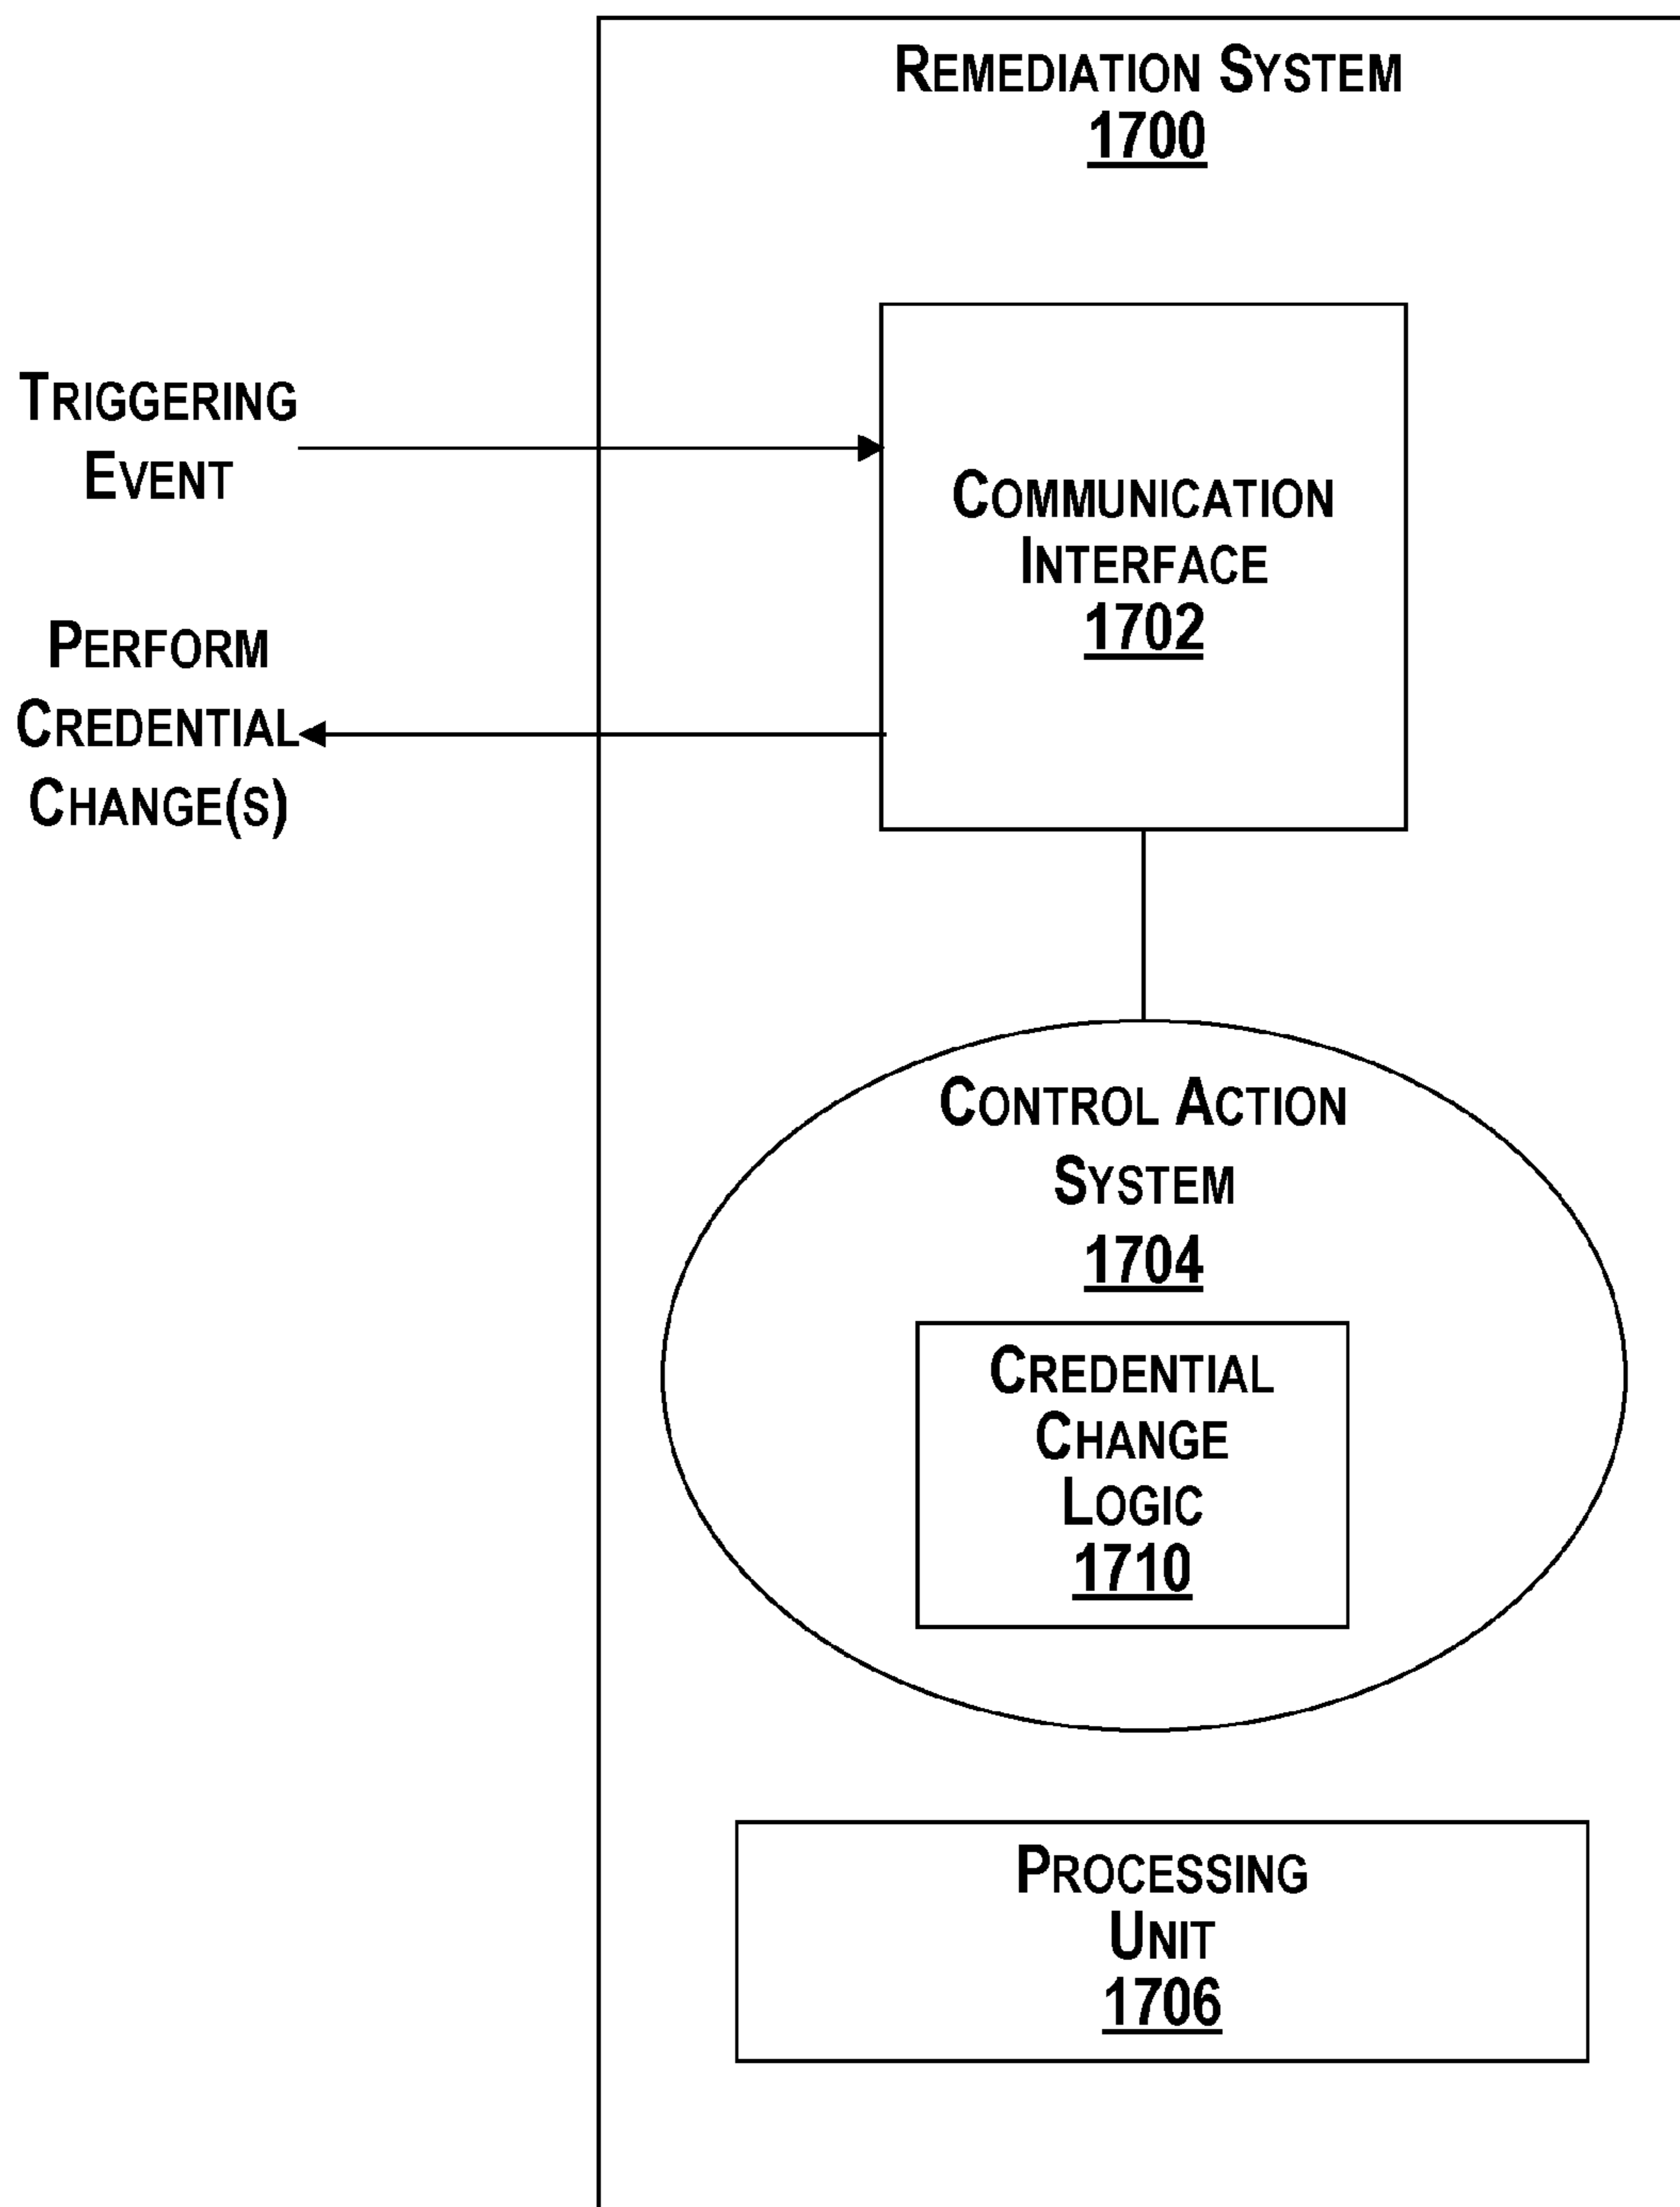 REMEDIATION SYSTEM
1700
TRIGGERING
EVENT
COMMUNICATION
INTERFACE
1702
PERFORM
CREDENTIAL
CHANGE(S)
CONTROL ACTION
SYSTEM
1704
CREDENTIAL
CHANGE
LOGIC
1710
PROCESSING
UNIT
1706